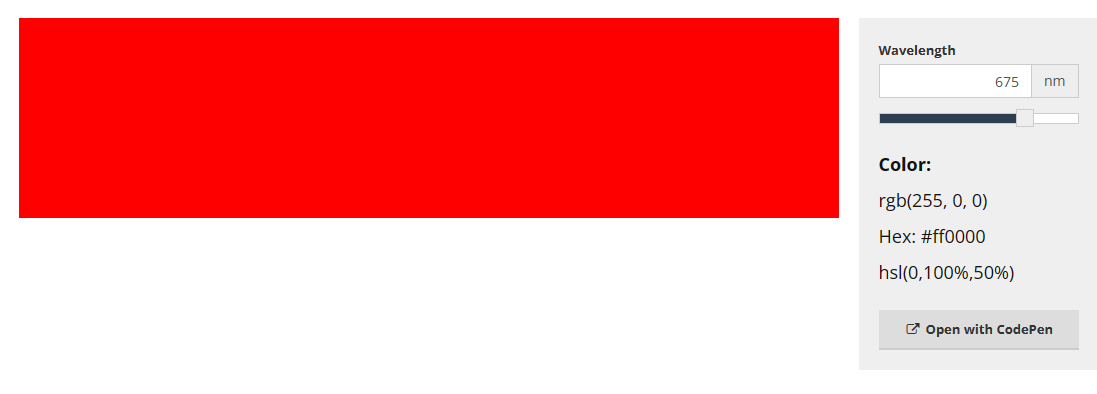 Wavelength
675 nm
Color:
rgb(255, 0, 0)
Hex: #ff0000
hsl(0,100%,50%)
Open with CodePen